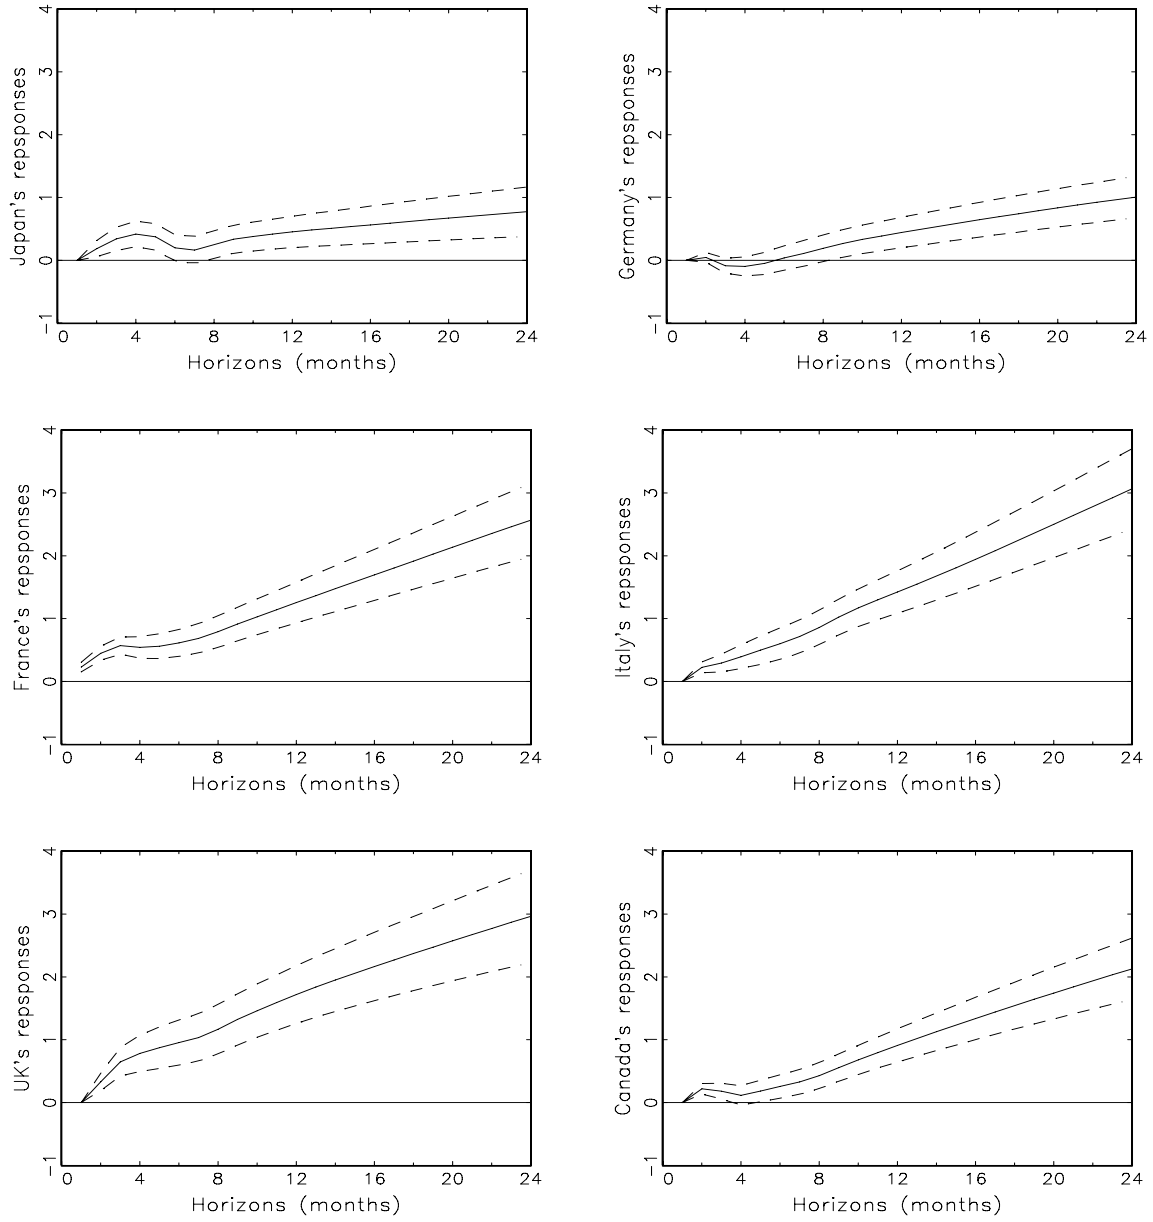 4
3
2
1
0
-1
Japan's repsponses
0 4 8 12 16 20 24
Horizons (months)
4
3
2
1
0
-1
Germany's repsponses
0 4 8 12 16 20 24
Horizons (months)
4
3
2
1
0
-1
France's repsponses
0 4 8 12 16 20 24
Horizons (months)
4
3
2
1
0
-1
Italy's repsponses
0 4 8 12 16 20 24
Horizons (months)
4
3
2
1
0
-1
UK's repsponses
0 4 8 12 16 20 24
Horizons (months)
4
3
2
1
0
-1
Canada's repsponses
0 4 8 12 16 20 24
Horizons (months)